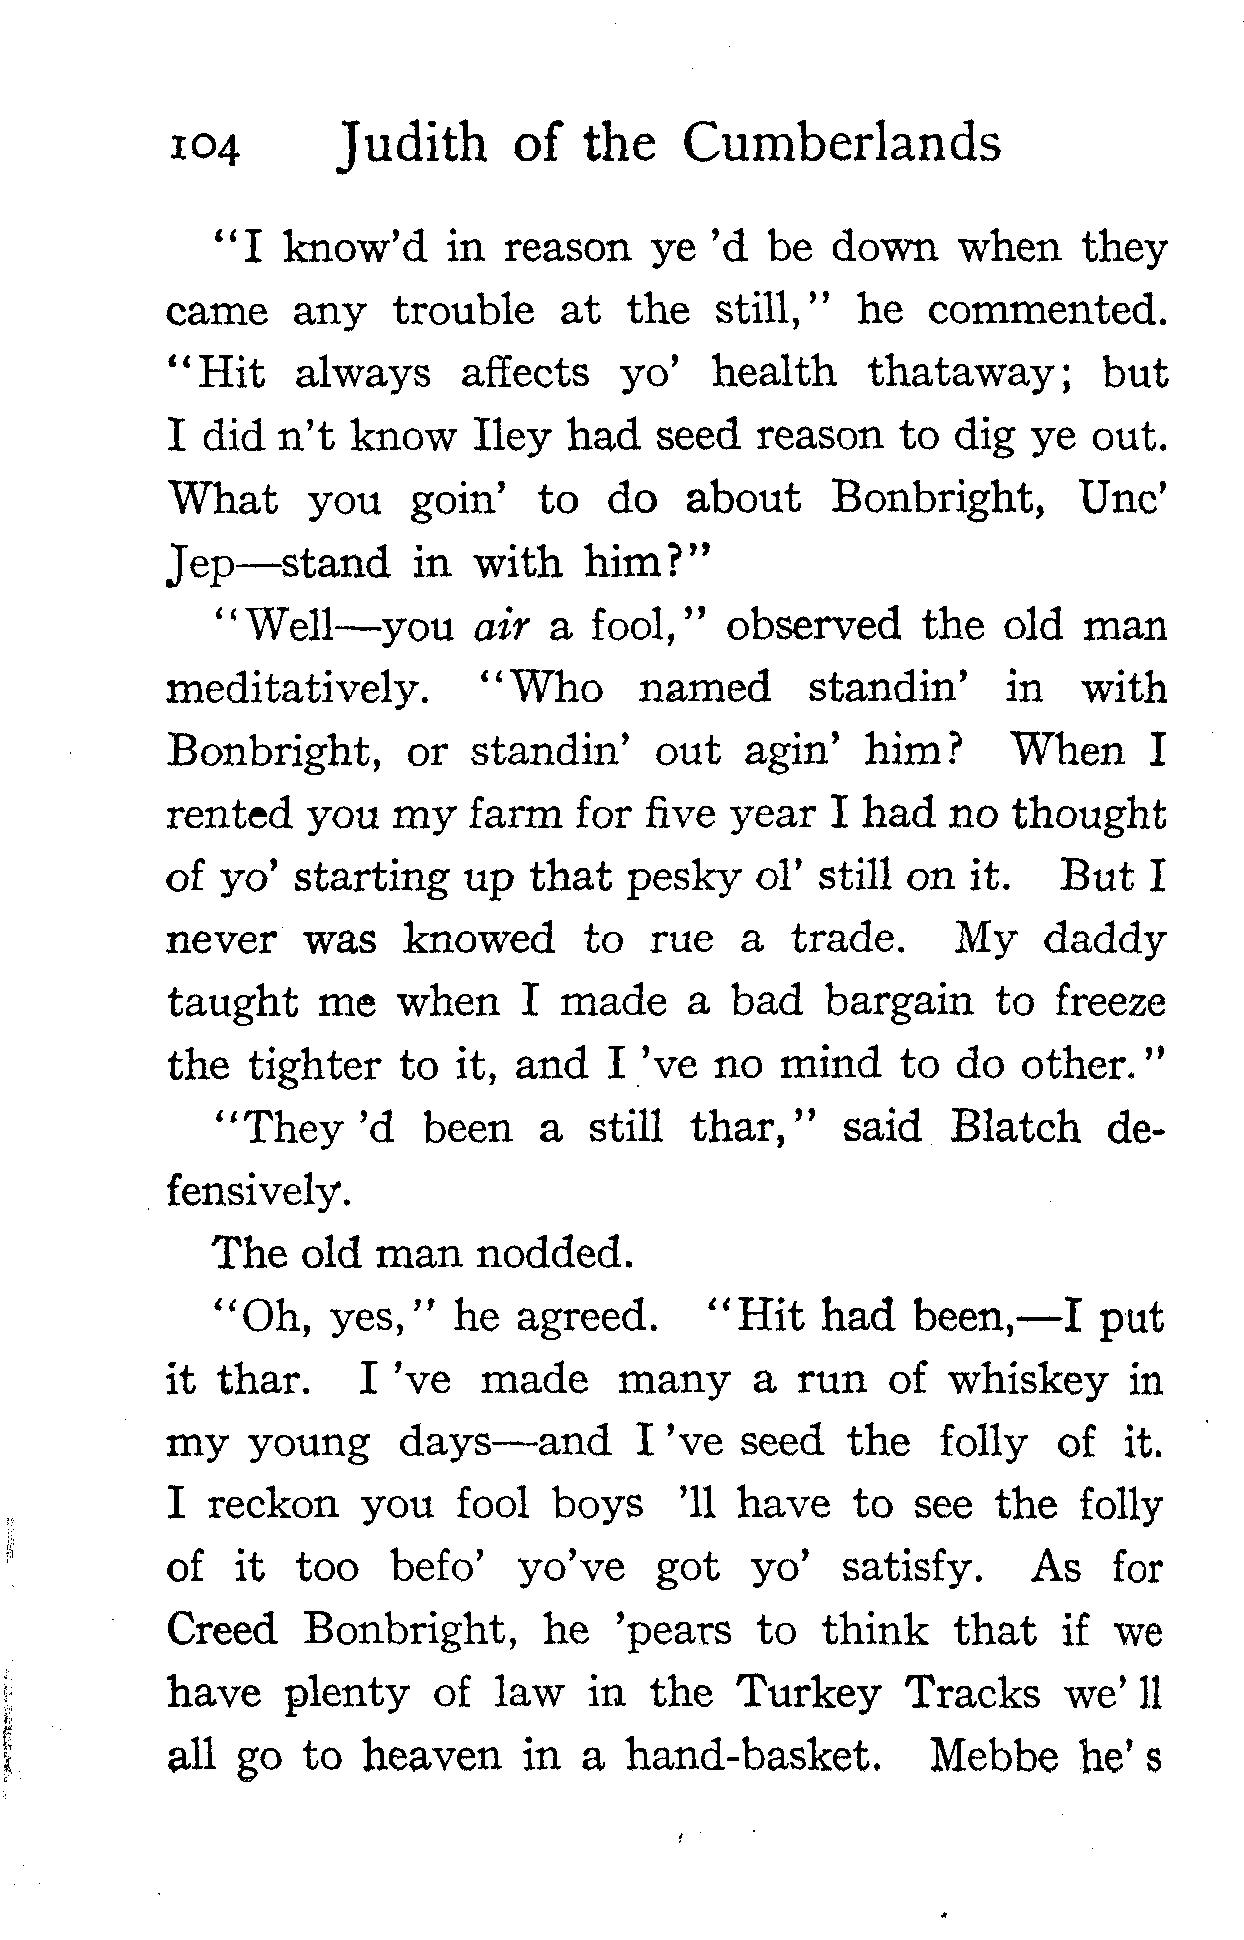 104 Judith of the Cumberlands
"I know'd in reason ye 'd be down when they
came any trouble at the still," he commented.
"Hit always affects yo' health thataway; but
I did n't know Iley had seed reason to dig ye out.
What you goin' to do about Bonbright, Unc'
Jep—stand in with him?"
"Well—you air a fool," observed the old man
meditatively. "Who named standin' in with
Bonbright, or standin' out agin' him? When I
rented you my farm for five year I had no thought
of yo' starting up that pesky ol' still on it. But I
never was knowed to rue a trade. My daddy
taught me when I made a bad bargain to freeze
the tighter to it, and I 've no mind to do other."
"They 'd been a still thar," said Blatch de-
fensively.
The old man nodded.
"Oh, yes," he agreed. "Hit had been,—I put
it thar. I 've made many a run of whiskey in
my young days—and I 've seed the folly of it.
I reckon you fool boys 'll have to see the folly
of it too befo' yo've got yo' satisfy. As for
Creed Bonbright, he 'pears to think that if we
have plenty of law in the Turkey Tracks we' ll
all go to heaven in a hand-basket. Mebbe he' s